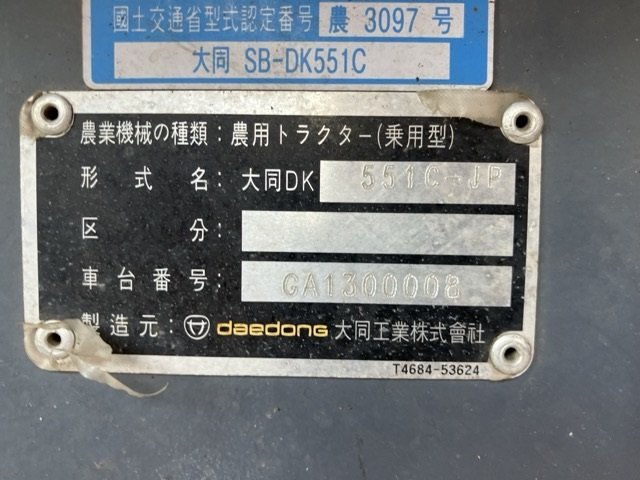 國土交通省型式認定番号 農 3097 号
大同 SB-DK551C
農業機械の種類:農用トラクター(乗用型)
形式名:大同DK 551C-JP
区分:
車台番号:GA1300008
製造元: daedong 大同工業株式會社
T4684-53624